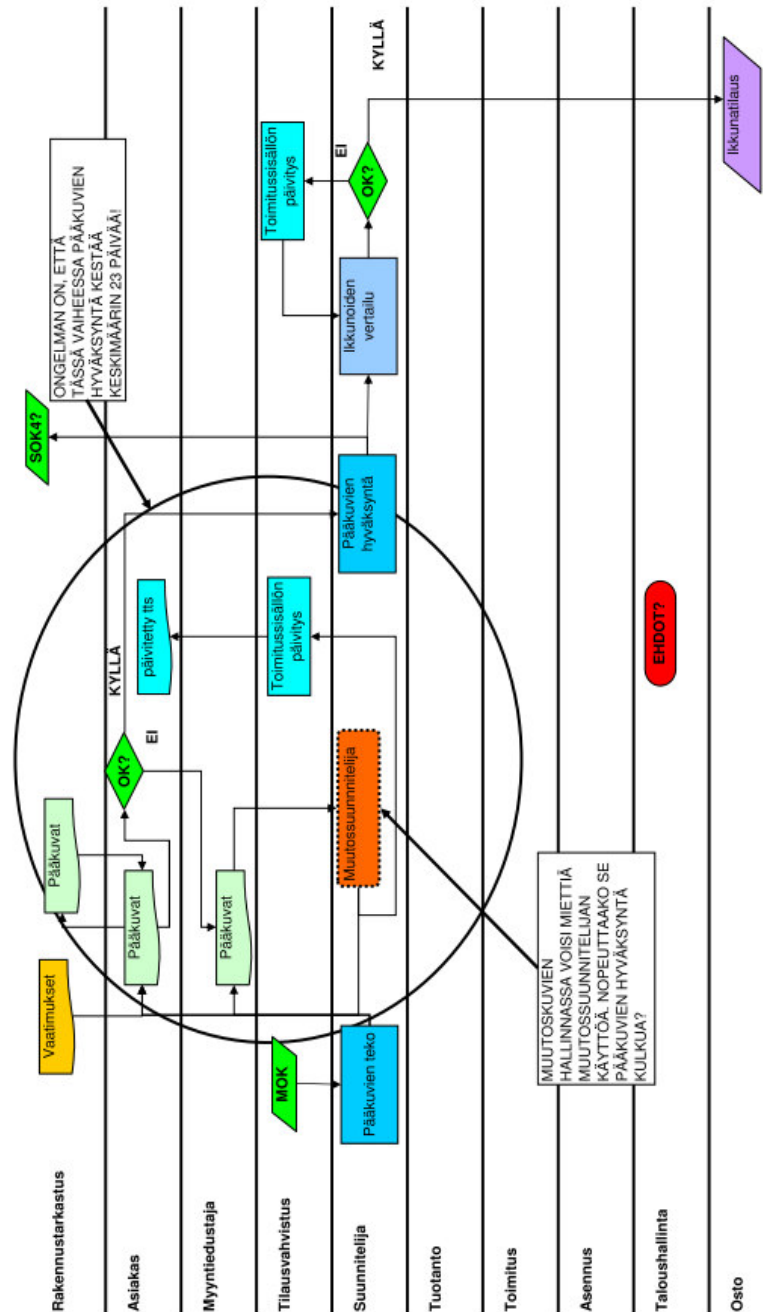 Rakennustarkastus
Asiakas
Myyntiedustaja
Tilausvahvistus
Suunnitelija
Tuotanto
Toimitus
Asennus
Taloushallinta
Osto
Vaatimukset
Pääkuvat
SOK4?
ONGELMAN ON, ETTÄ
TÄSSÄ VAIHEESSA PÄÄKUVIEN
HYVÄKSYNTÄ KESTÄÄ
KESKIMÄÄRIN 23 PÄIVÄÄ!
Pääkuvat
OK?
KYLLÄ
EI
päivitetty tts
Pääkuvat
MOK
Toimitussisällön
päivitys
Toimitussisällön
päivitys
Pääkuvien teko
Muutossuunnnitelija
Pääkuvien
hyväksyntä
Ikkunoiden
vertailu
EI
OK?
KYLLÄ
MUUTOSKUVIEN
HALLINNASSA VOISI MIETTIÄ
MUUTOSSUUNNITELIJAN
KÄYTTÖÄ. NOPEUTTAAKO SE
PÄÄKUVIEN HYVÄKSYNTÄ
KULKUA?
EHDOT?
Ikkunatilaus